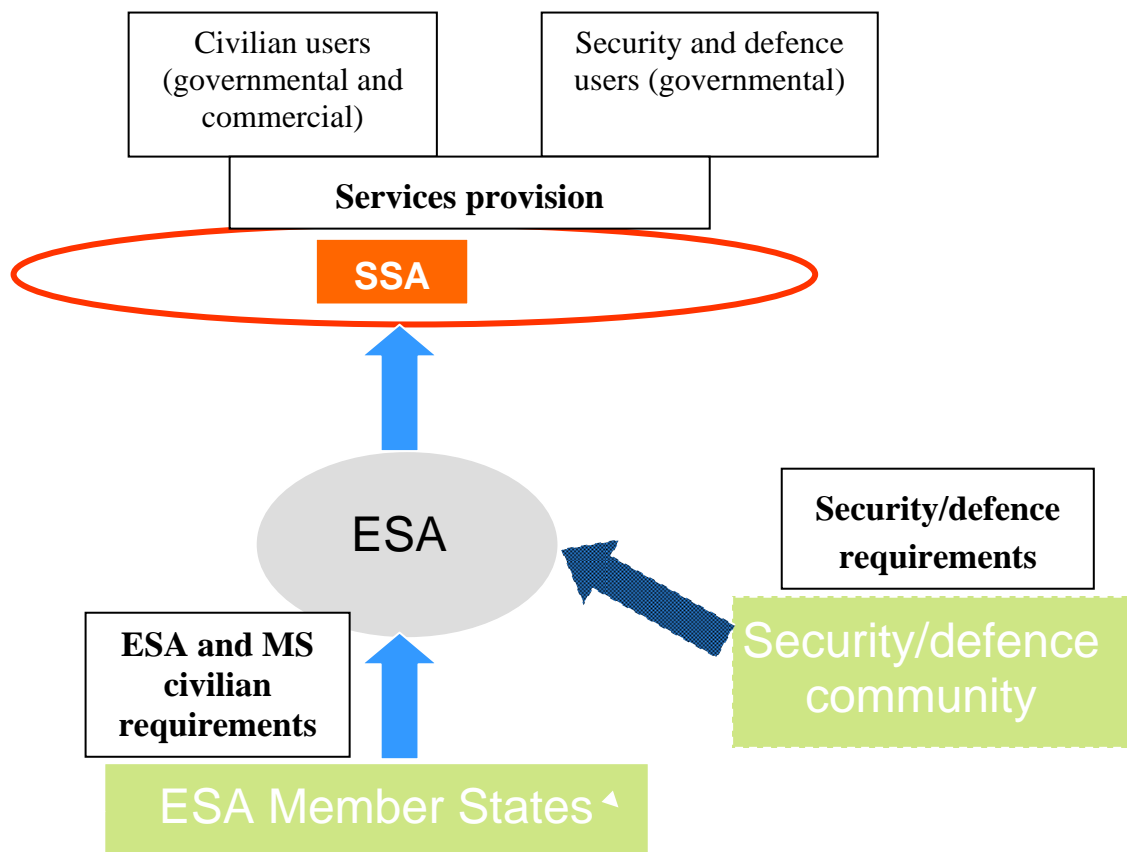 Civilian users
(governmental and
commercial)
Security and defence
users (governmental)
Services provision
SSA
ESA
Security/defence
requirements
ESA and MS
civilian
requirements
Security/defence
community
ESA Member States